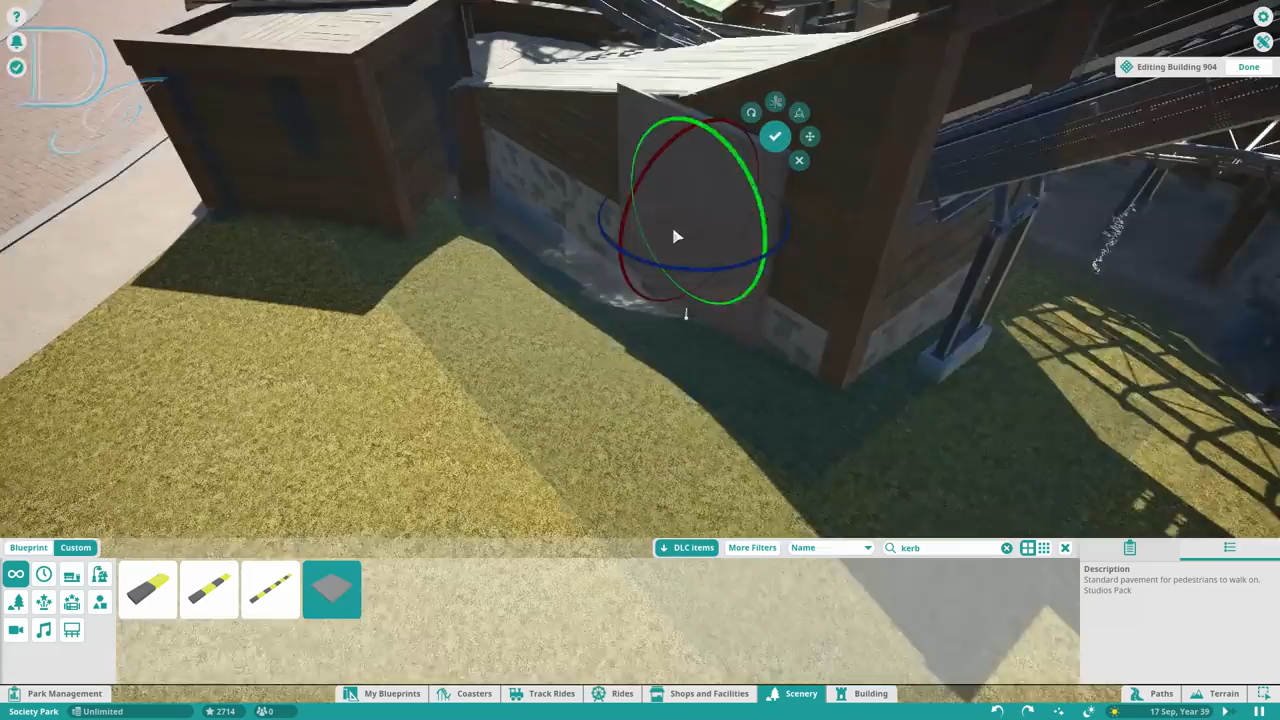 Editing Building 904
Done
Blueprint
Custom
DLC items
More Filters
Name
kerb
Description
Standard pavement for pedestrians to walk on.
Studios Pack
Park Management
My Blueprints
Coasters
Track Rides
Rides
Shops and Facilities
Scenery
Building
Paths
Terrain
Society Park
Unlimited
2714
0
17 Sep, Year 39